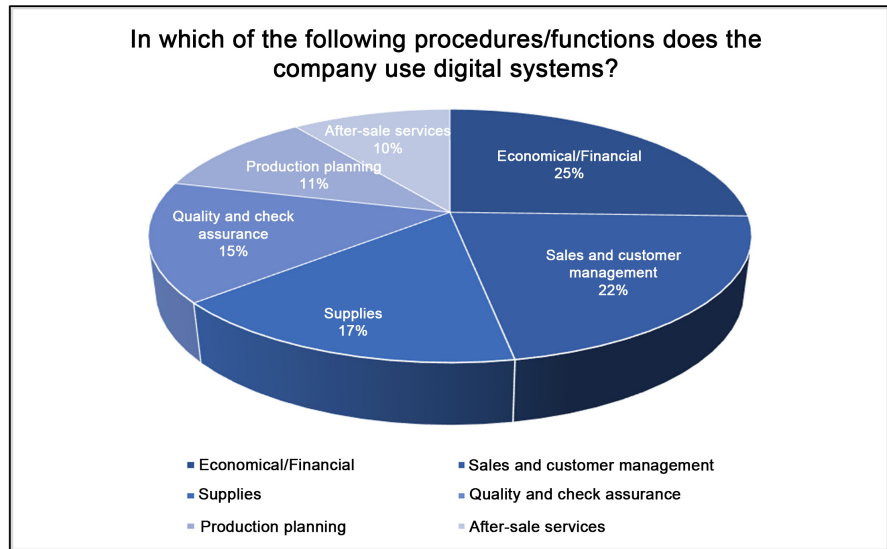 In which of the following procedures/functions does the
company use digital systems?
After-sale services
10%
Economical/Financial
25%
Production planning
11%
Quality and check
assurance
15%
Sales and customer
management
22%
Supplies
17%
Economical/Financial
Sales and customer management
Supplies
Quality and check assurance
Production planning
After-sale services